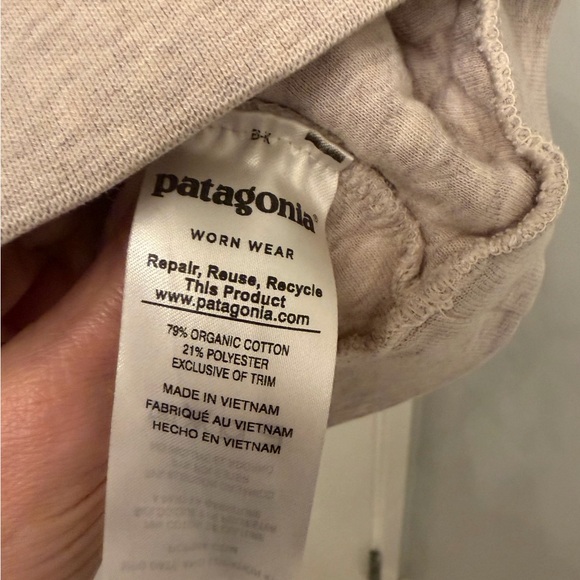 patagonia®
WORN WEAR
Repair, Reuse, Recycle
This Product
www.patagonia.com
79% ORGANIC COTTON
21% POLYESTER
EXCLUSIVE OF TRIM
MADE IN VIETNAM
FABRIQUÉ AU VIETNAM
HECHO EN VIETNAM